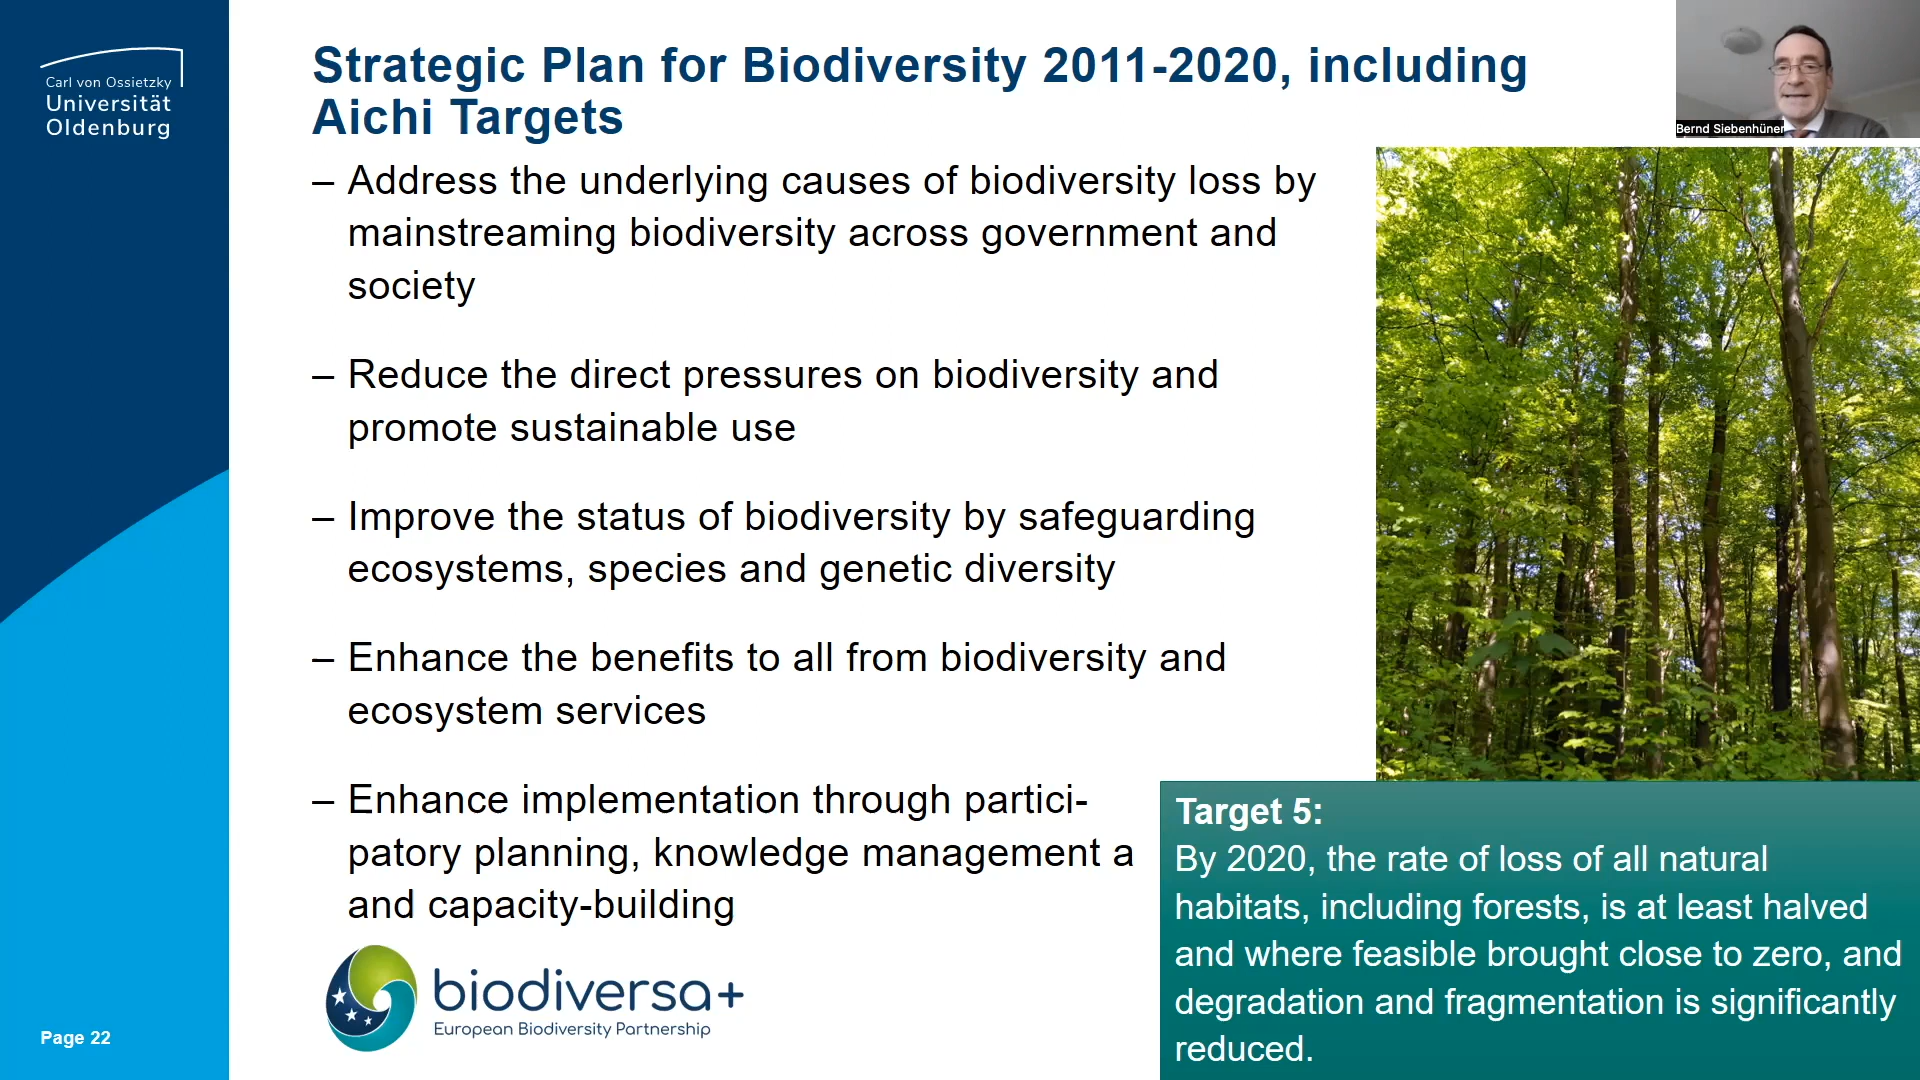 Carl von Ossietzky
Universität
Oldenburg
Strategic Plan for Biodiversity 2011-2020, including
Aichi Targets
Bernd Siebenhüner
– Address the underlying causes of biodiversity loss by
mainstreaming biodiversity across government and
society
– Reduce the direct pressures on biodiversity and
promote sustainable use
– Improve the status of biodiversity by safeguarding
ecosystems, species and genetic diversity
– Enhance the benefits to all from biodiversity and
ecosystem services
– Enhance implementation through partici-
patory planning, knowledge management a
and capacity-building
Target 5:
By 2020, the rate of loss of all natural
habitats, including forests, is at least halved
and where feasible brought close to zero, and
degradation and fragmentation is significantly
reduced.
biodiversa+
European Biodiversity Partnership
Page 22